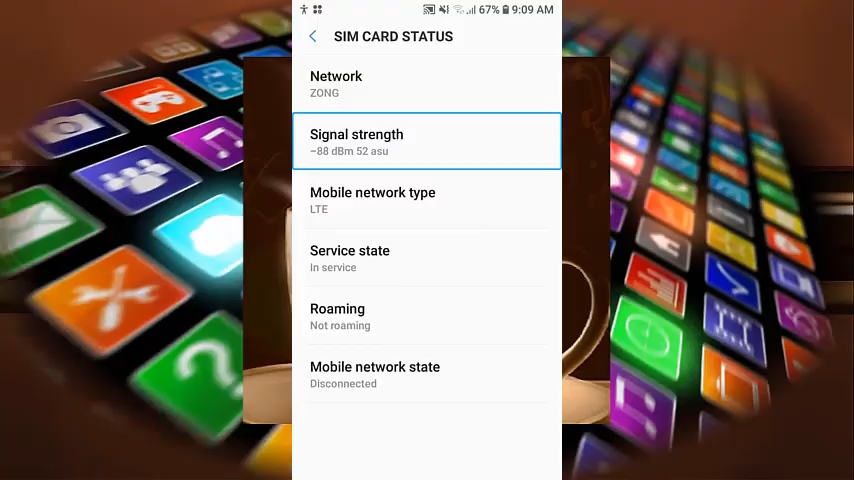 67% 9:09 AM
SIM CARD STATUS
Network
ZONG
Signal strength
−88 dBm 52 asu
Mobile network type
LTE
Service state
In service
Roaming
Not roaming
Mobile network state
Disconnected
?